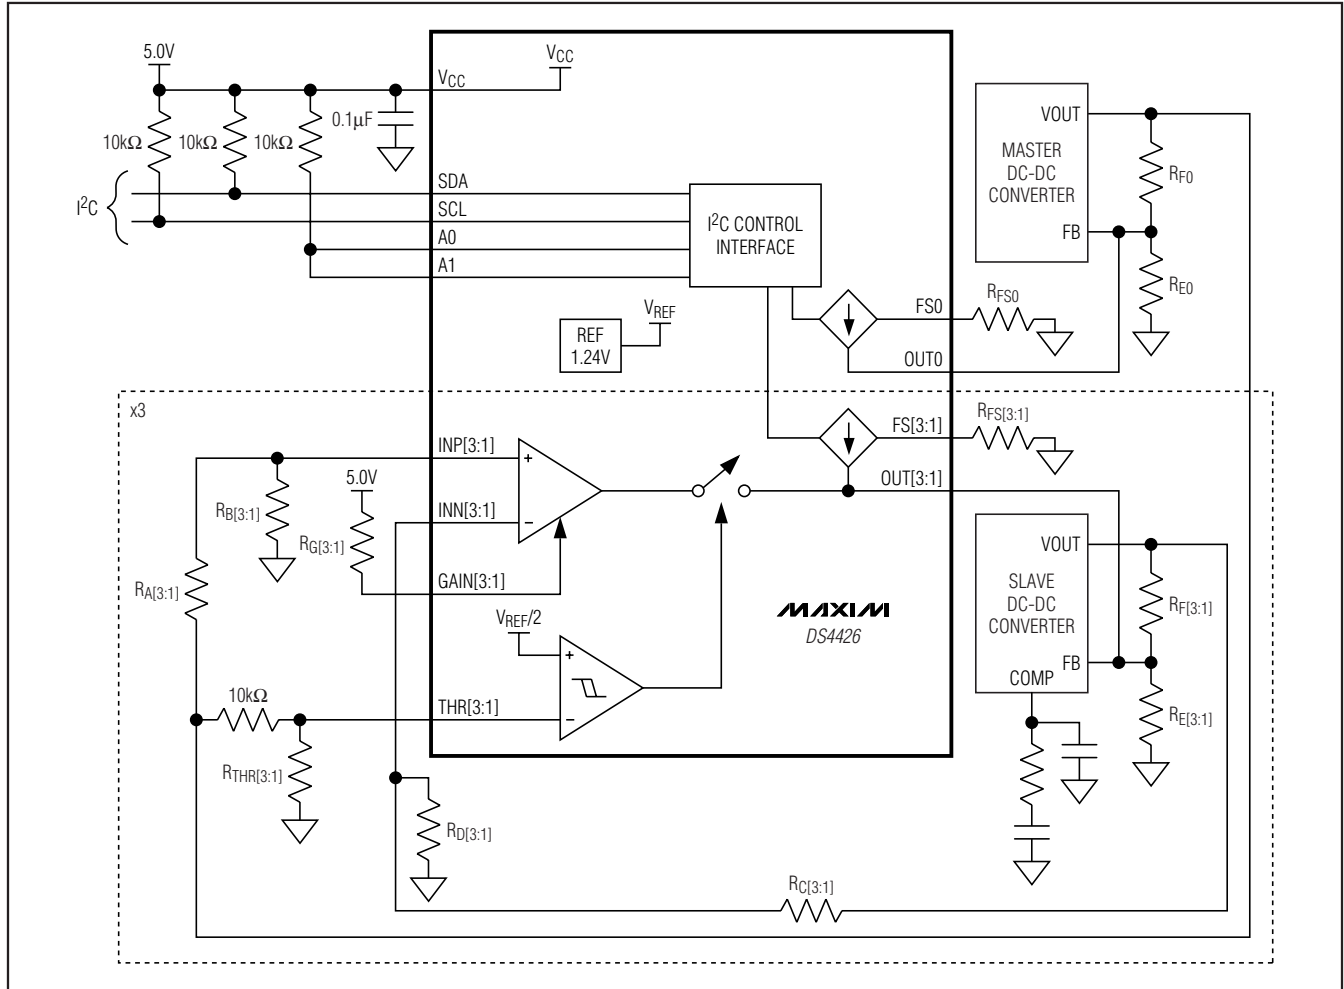 5.0V
VCC
VCC
10kΩ
10kΩ
10kΩ
0.1µF
I²C
SDA
SCL
A0
A1
I²C CONTROL
INTERFACE
VREF
REF
1.24V
FS0
OUT0
RFS0
MASTER
DC-DC
CONVERTER
VOUT
FB
RF0
RE0
x3
INP[3:1]
INN[3:1]
GAIN[3:1]
THR[3:1]
5.0V
RB[3:1]
RG[3:1]
RA[3:1]
10kΩ
RTHR[3:1]
RD[3:1]
RC[3:1]
+
−
VREF/2
+
−
FS[3:1]
OUT[3:1]
RFS[3:1]
MAXIM
DS4426
SLAVE
DC-DC
CONVERTER
VOUT
FB
COMP
RF[3:1]
RE[3:1]